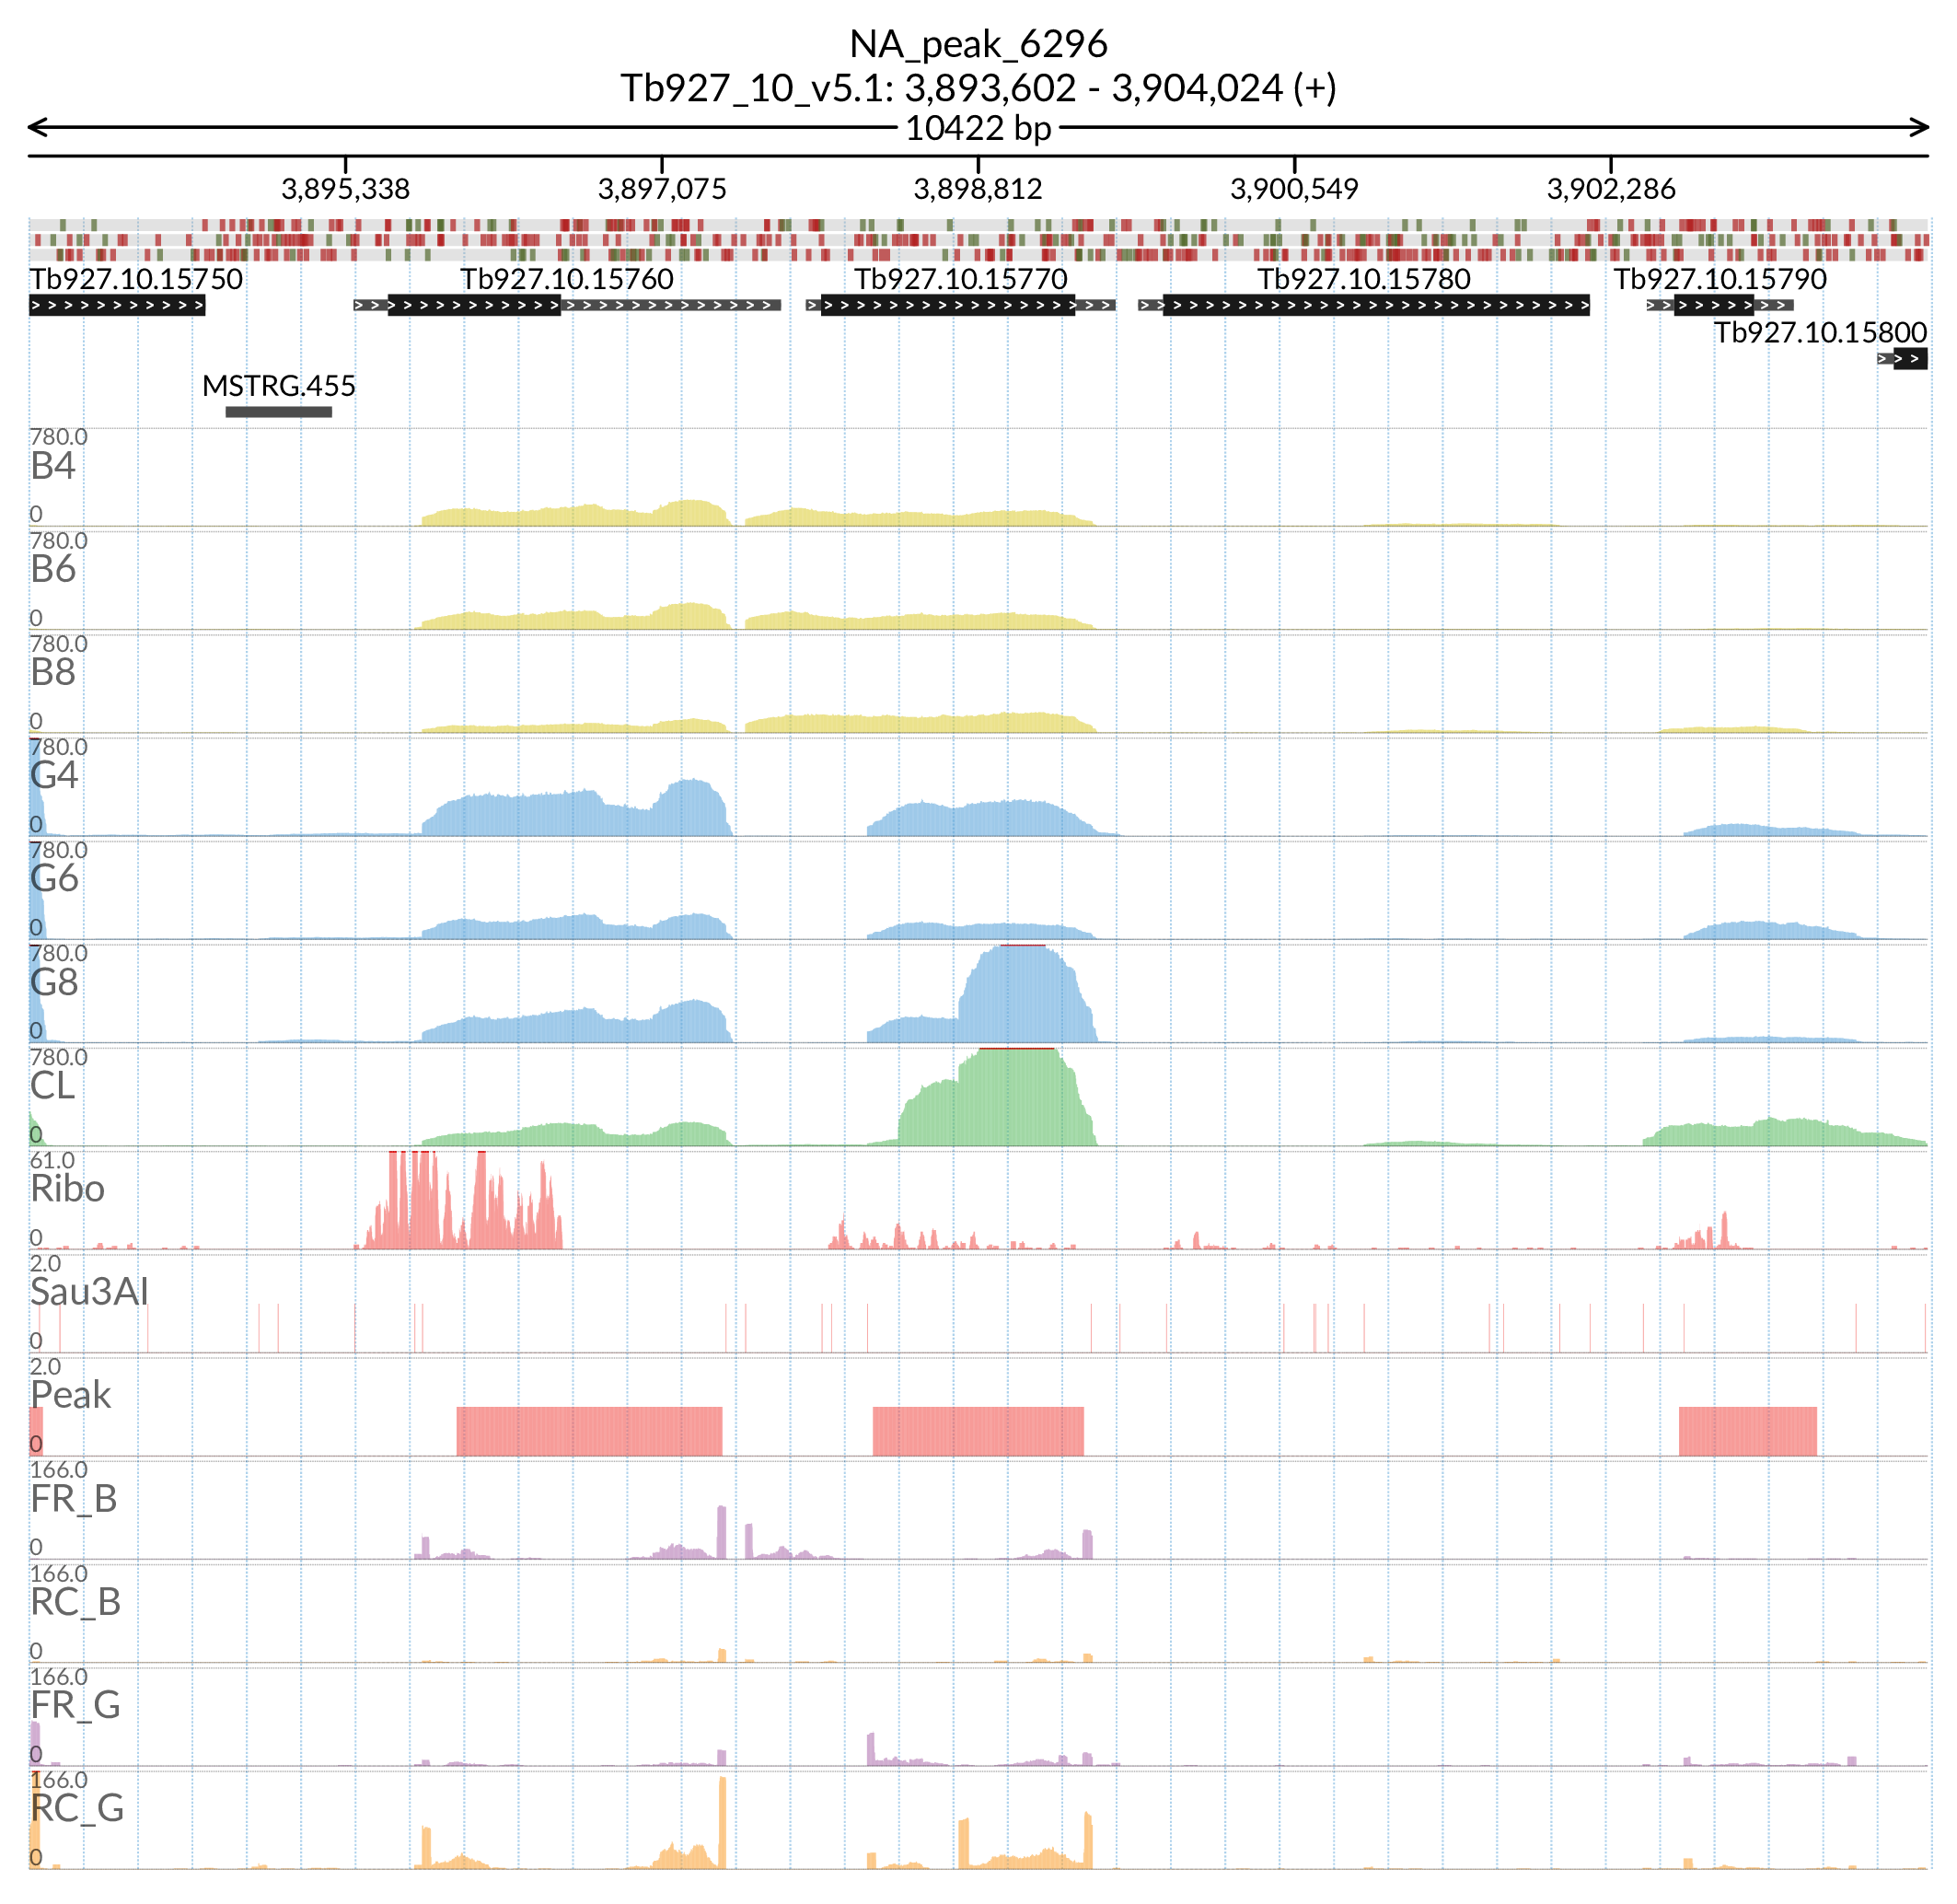 NA_peak_6296
Tb927_10_v5.1: 3,893,602 - 3,904,024 (+)
10422 bp
3,895,338 3,897,075 3,898,812 3,900,549 3,902,286
Tb927.10.15750 Tb927.10.15760 Tb927.10.15770 Tb927.10.15780 Tb927.10.15790
Tb927.10.15800
MSTRG.455
780.0
B4
0
780.0
B6
0
780.0
B8
0
780.0
G4
0
780.0
G6
0
780.0
G8
0
780.0
CL
0
61.0
Ribo
0
2.0
Sau3AI
0
2.0
Peak
0
166.0
FR_B
0
166.0
RC_B
0
166.0
FR_G
0
166.0
RC_G
0